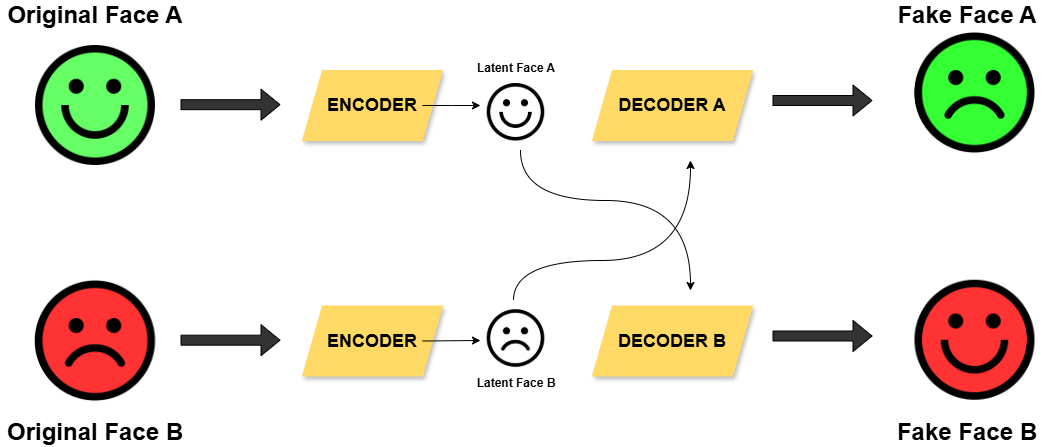 Original Face A
Fake Face A
Latent Face A
ENCODER
DECODER A
ENCODER
DECODER B
Latent Face B
Original Face B
Fake Face B